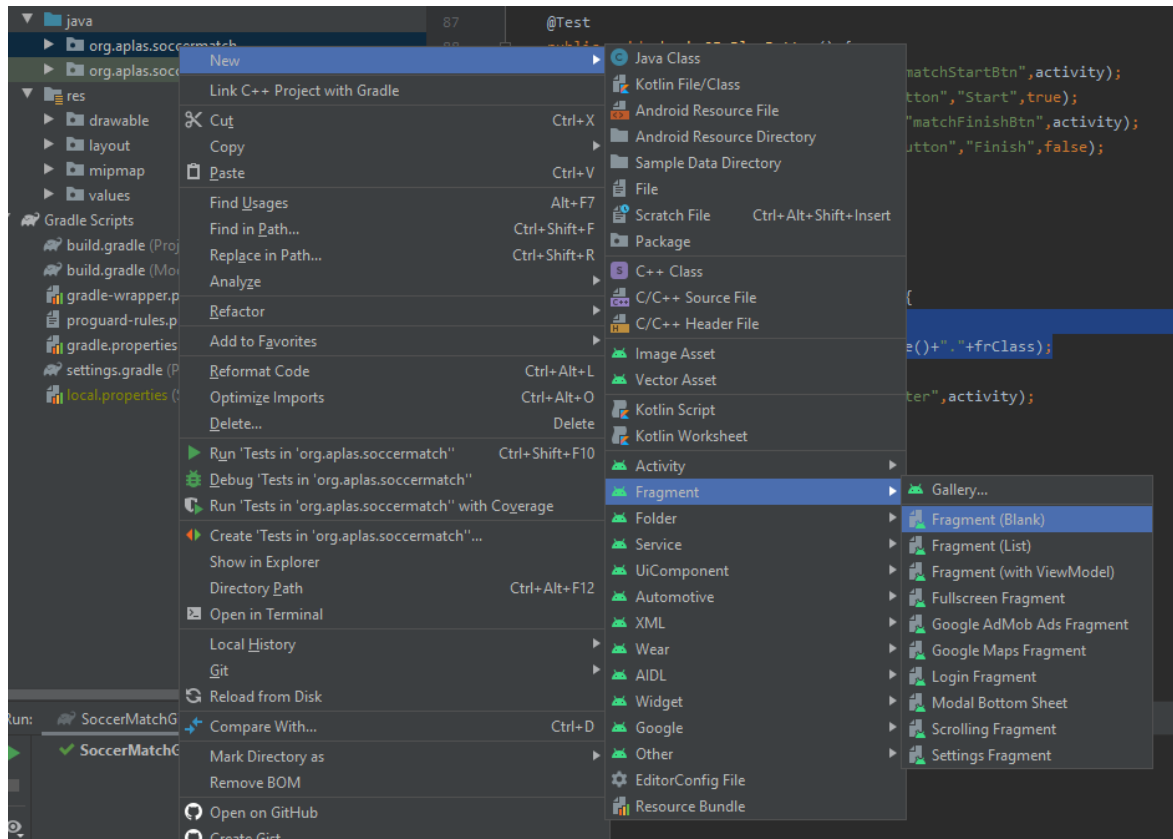 java
org.aplas.soccermatch
org.aplas.soc
res
drawable
layout
mipmap
values
Gradle Scripts
build.gradle (Proj
build.gradle (Mo
gradle-wrapper.p
proguard-rules.p
gradle.properties
settings.gradle (P
local.properties (
Run: SoccerMatchG
SoccerMatchG
87 @Test
matchStartBtn",activity);
tton","Start",true);
"matchFinishBtn",activity);
utton","Finish",false);
{
e()+"."+frClass);
ter",activity);
New
Link C++ Project with Gradle
Cut Ctrl+X
Copy
Paste Ctrl+V
Find Usages Alt+F7
Find in Path... Ctrl+Shift+F
Replace in Path... Ctrl+Shift+R
Analyze
Refactor
Add to Favorites
Reformat Code Ctrl+Alt+L
Optimize Imports Ctrl+Alt+O
Delete... Delete
Run 'Tests in 'org.aplas.soccermatch'' Ctrl+Shift+F10
Debug 'Tests in 'org.aplas.soccermatch''
Run 'Tests in 'org.aplas.soccermatch'' with Coverage
Create 'Tests in 'org.aplas.soccermatch''...
Show in Explorer
Directory Path Ctrl+Alt+F12
Open in Terminal
Local History
Git
Reload from Disk
Compare With... Ctrl+D
Mark Directory as
Remove BOM
Open on GitHub
Create Gist
Java Class
Kotlin File/Class
Android Resource File
Android Resource Directory
Sample Data Directory
File
Scratch File Ctrl+Alt+Shift+Insert
Package
C++ Class
C/C++ Source File
C/C++ Header File
Image Asset
Vector Asset
Kotlin Script
Kotlin Worksheet
Activity
Fragment
Folder
Service
UiComponent
Automotive
XML
Wear
AIDL
Widget
Google
Other
EditorConfig File
Resource Bundle
Gallery...
Fragment (Blank)
Fragment (List)
Fragment (with ViewModel)
Fullscreen Fragment
Google AdMob Ads Fragment
Google Maps Fragment
Login Fragment
Modal Bottom Sheet
Scrolling Fragment
Settings Fragment